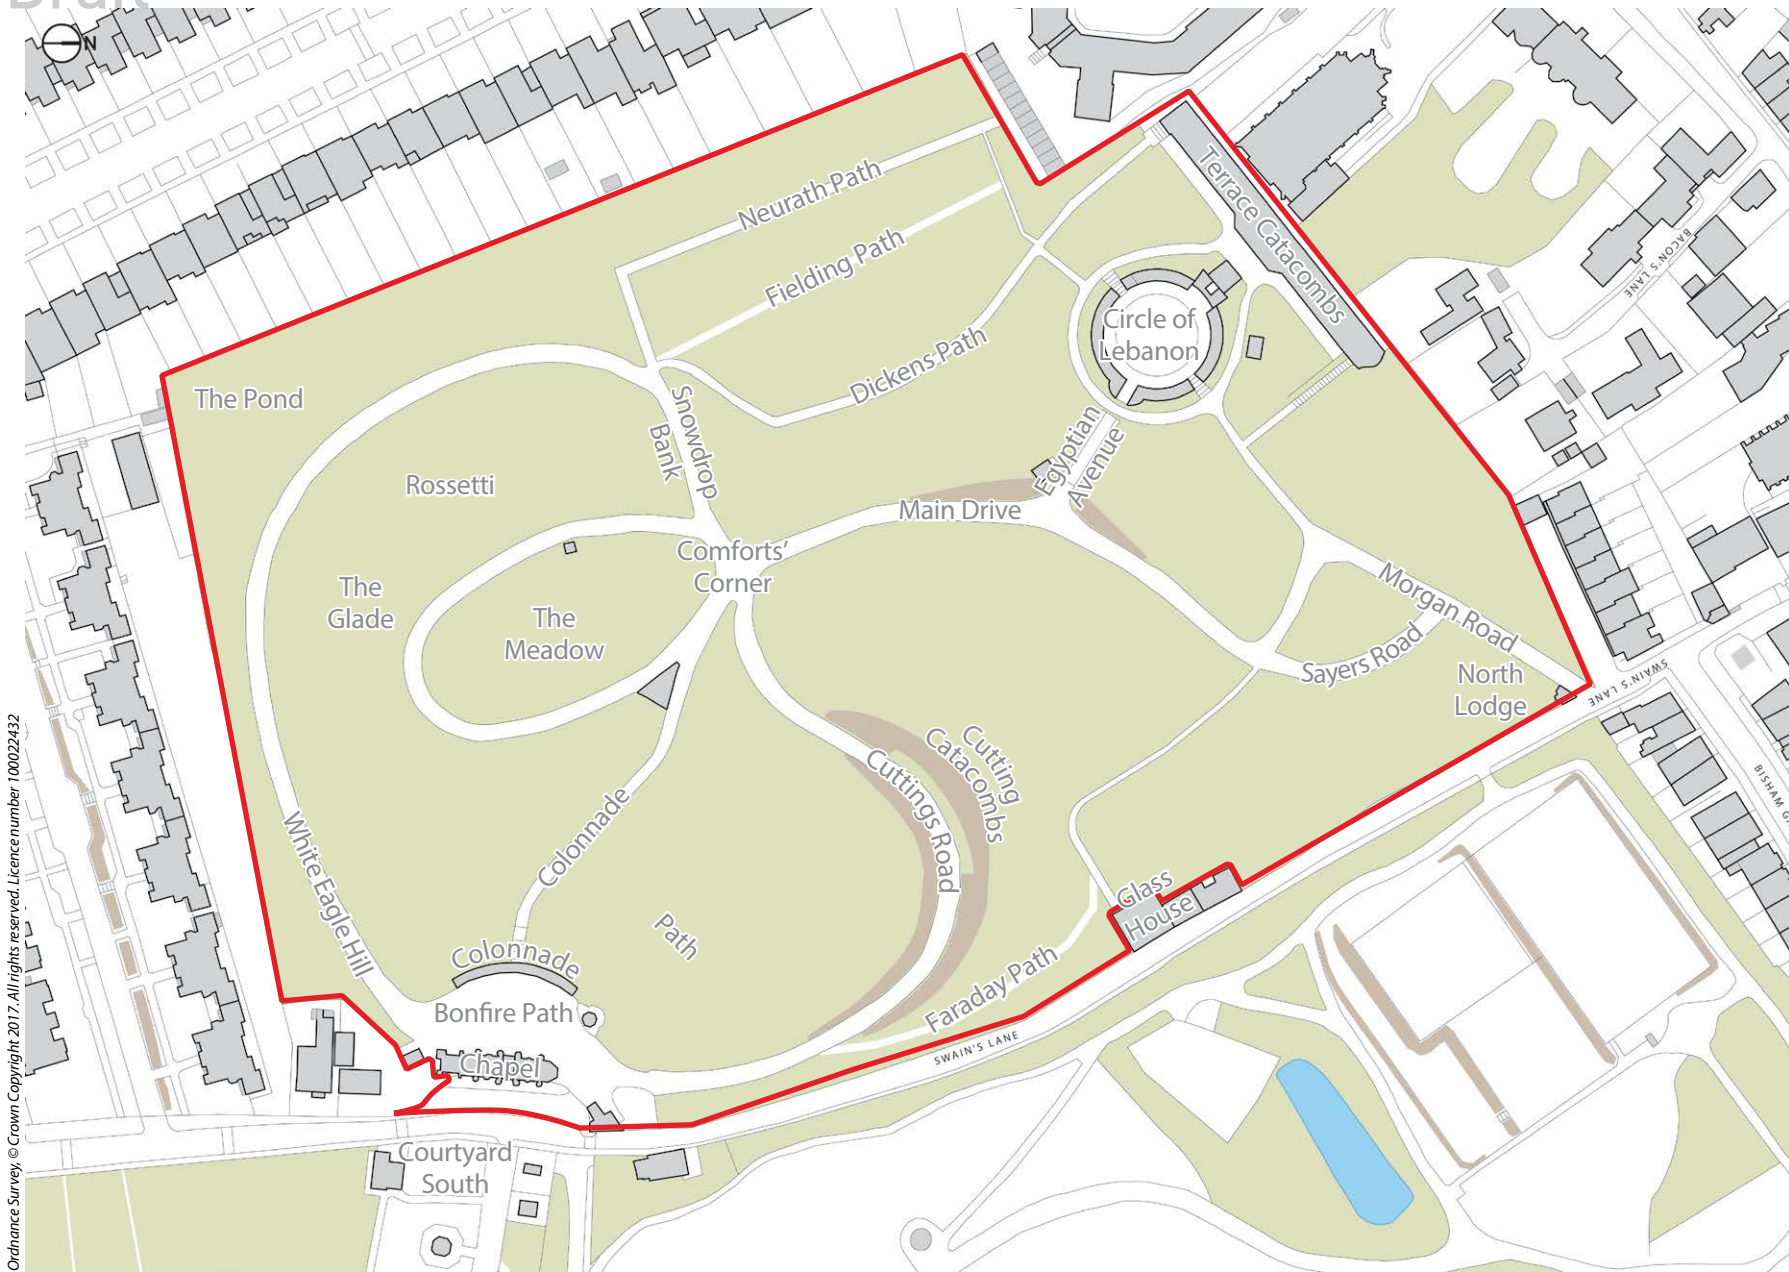 Draft
N
Neurath Path
Terrace Catacombs
Fielding Path
BACON'S LANE
Circle of
Lebanon
Dickens Path
The Pond
Snowdrop
Bank
Egyptian
Avenue
Rossetti
Main Drive
Comforts'
Corner
The
Glade
The
Meadow
Morgan Road
Sayers Road
North
Lodge
SWAIN'S LANE
Cutting
Catacombs
Cuttings Road
BISHAM G
White Eagle Hill
Colonnade
Path
Glass
House
Colonnade
Faraday Path
Bonfire Path
SWAIN'S LANE
Chapel
Courtyard
South
Ordnance Survey, © Crown Copyright 2017. All rights reserved. Licence number 100022432